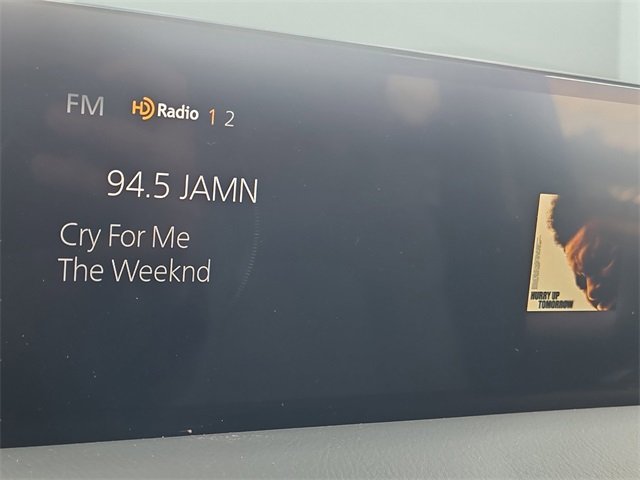 FM HD Radio 1 2
94.5 JAMN
Cry For Me
The Weeknd
HURRY UP
TOMORROW